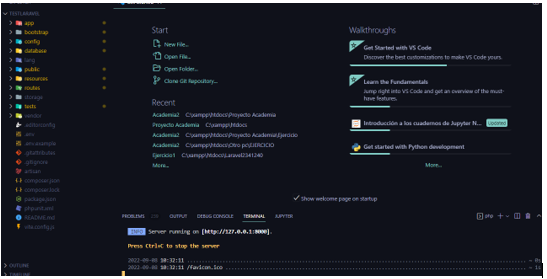 TESTLARAVEL
app
bootstrap
config
database
lang
public
resources
routes
storage
tests
vendor
.editorconfig
.env
.env.example
.gitattributes
.gitignore
artisan
composer.json
composer.lock
package.json
phpunit.xml
README.md
vite.config.js
OUTLINE
TIMELINE
Start
New File...
Open File...
Open Folder...
Clone Git Repository...
Recent
Academia2 C:\xampp\htdocs\Proyecto Academia
Proyecto Academia C:\xampp\htdocs
Academia2 C:\xampp\htdocs\Proyecto Academia\Ejercicio
Academia2 C:\xampp\htdocs\Otro pc\EJERCICIO
Ejercicio1 C:\xampp\htdocs\Laravel2341240
More...
Walkthroughs
Get Started with VS Code
Discover the best customizations to make VS Code yours.
Learn the Fundamentals
Jump right into VS Code and get an overview of the must-
have features.
Introducción a los cuadernos de Jupyter N... Updated
Get started with Python development
More...
Show welcome page on startup
PROBLEMS OUTPUT DEBUG CONSOLE TERMINAL JUPYTER
php
INFO Server running on [http://127.0.0.1:8000].
Press Ctrl+C to stop the server
2022-09-08 10:32:11
2022-09-08 10:32:11 /favicon.ico